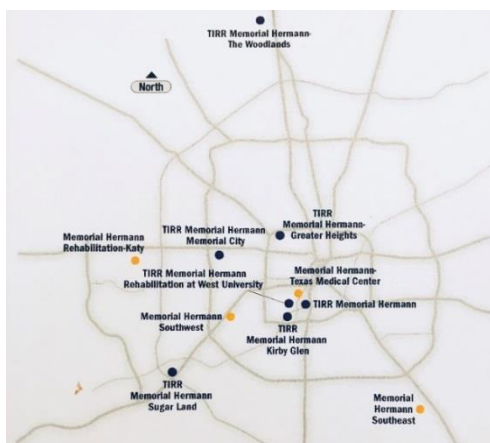 TIRR Memorial Hermann-
The Woodlands
North
TIRR
Memorial Hermann-
Greater Heights
TIRR Memorial Hermann
Memorial City
Memorial Hermann
Rehabilitation-Katy
TIRR Memorial Hermann
Rehabilitation at West University
Memorial Hermann-
Texas Medical Center
TIRR Memorial Hermann
Memorial Hermann
Southwest
TIRR
Memorial Hermann
Kirby Glen
TIRR
Memorial Hermann
Sugar Land
Memorial
Hermann
Southeast